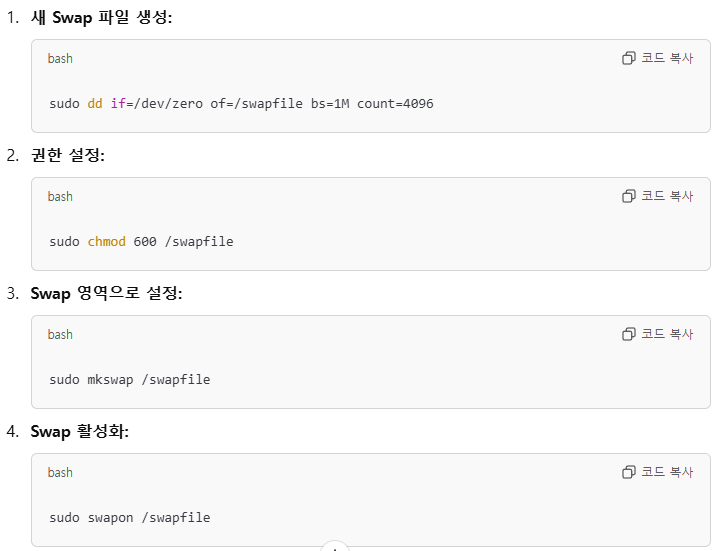 1. 새 Swap 파일 생성:
bash 코드 복사
sudo dd if=/dev/zero of=/swapfile bs=1M count=4096
2. 권한 설정:
bash 코드 복사
sudo chmod 600 /swapfile
3. Swap 영역으로 설정:
bash 코드 복사
sudo mkswap /swapfile
4. Swap 활성화:
bash 코드 복사
sudo swapon /swapfile